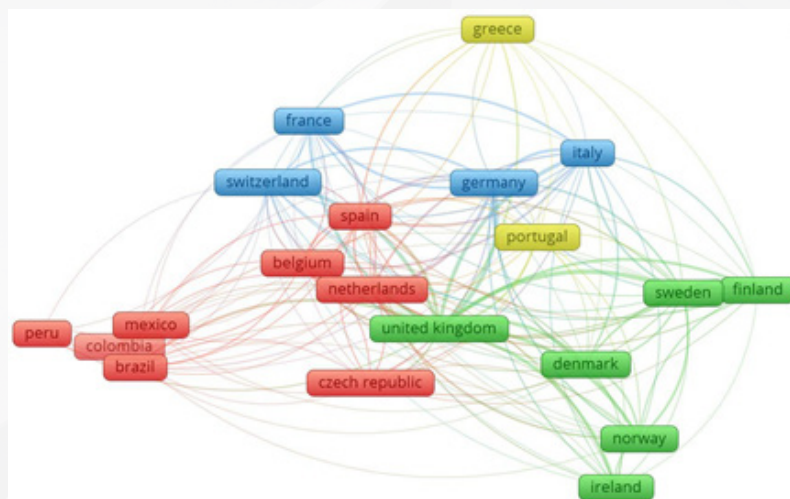 greece
france
italy
switzerland
germany
spain
portugal
belgium
netherlands
sweden
finland
united kingdom
mexico
peru
colombia
brazil
denmark
czech republic
norway
ireland